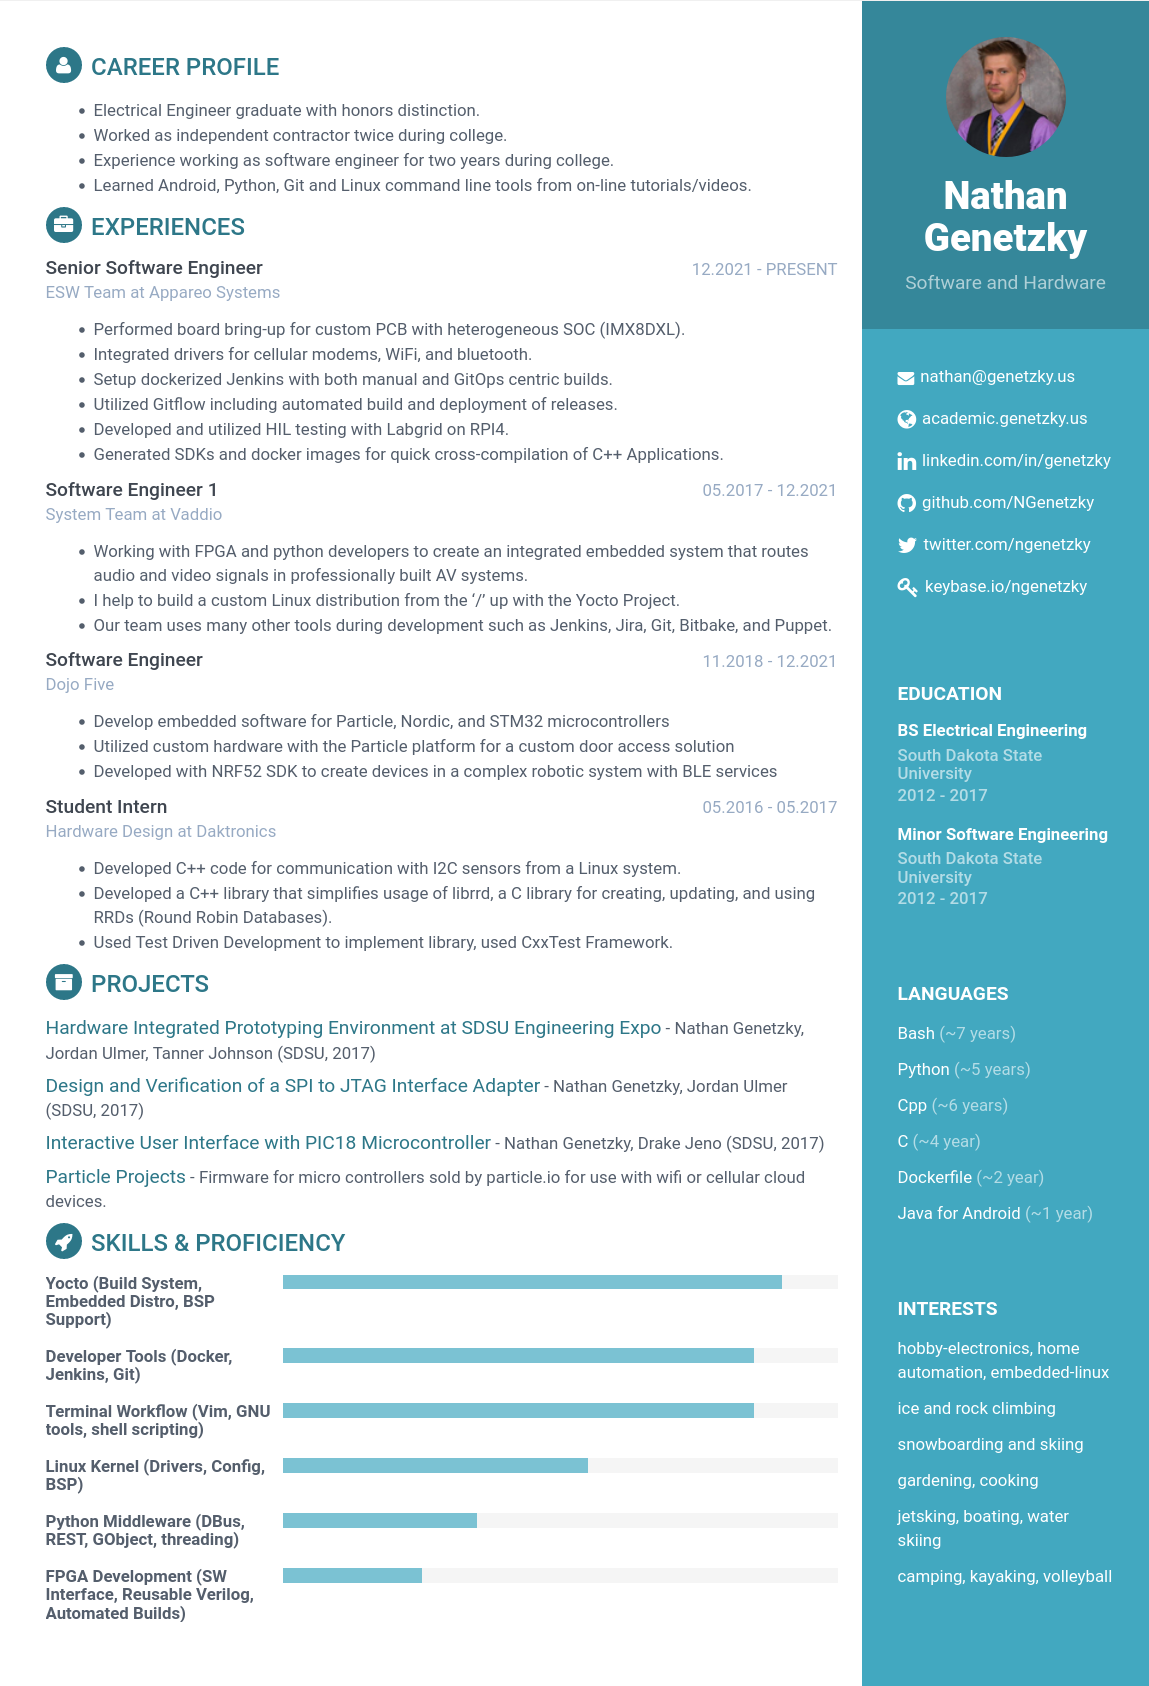 CAREER PROFILE
Electrical Engineer graduate with honors distinction.
Worked as independent contractor twice during college.
Experience working as software engineer for two years during college.
Learned Android, Python, Git and Linux command line tools from on-line tutorials/videos.
EXPERIENCES
Senior Software Engineer
12.2021 - PRESENT
ESW Team at Appareo Systems
Performed board bring-up for custom PCB with heterogeneous SOC (IMX8DXL).
Integrated drivers for cellular modems, WiFi, and bluetooth.
Setup dockerized Jenkins with both manual and GitOps centric builds.
Utilized Gitflow including automated build and deployment of releases.
Developed and utilized HIL testing with Labgrid on RPI4.
Generated SDKs and docker images for quick cross-compilation of C++ Applications.
Software Engineer 1
05.2017 - 12.2021
System Team at Vaddio
Working with FPGA and python developers to create an integrated embedded system that routes
audio and video signals in professionally built AV systems.
I help to build a custom Linux distribution from the ‘/’ up with the Yocto Project.
Our team uses many other tools during development such as Jenkins, Jira, Git, Bitbake, and Puppet.
Software Engineer
11.2018 - 12.2021
Dojo Five
Develop embedded software for Particle, Nordic, and STM32 microcontrollers
Utilized custom hardware with the Particle platform for a custom door access solution
Developed with NRF52 SDK to create devices in a complex robotic system with BLE services
Student Intern
05.2016 - 05.2017
Hardware Design at Daktronics
Developed C++ code for communication with I2C sensors from a Linux system.
Developed a C++ library that simplifies usage of librrd, a C library for creating, updating, and using
RRDs (Round Robin Databases).
Used Test Driven Development to implement library, used CxxTest Framework.
PROJECTS
Hardware Integrated Prototyping Environment at SDSU Engineering Expo - Nathan Genetzky,
Jordan Ulmer, Tanner Johnson (SDSU, 2017)
Design and Verification of a SPI to JTAG Interface Adapter - Nathan Genetzky, Jordan Ulmer
(SDSU, 2017)
Interactive User Interface with PIC18 Microcontroller - Nathan Genetzky, Drake Jeno (SDSU, 2017)
Particle Projects - Firmware for micro controllers sold by particle.io for use with wifi or cellular cloud
devices.
SKILLS & PROFICIENCY
Yocto (Build System,
Embedded Distro, BSP
Support)
Developer Tools (Docker,
Jenkins, Git)
Terminal Workflow (Vim, GNU
tools, shell scripting)
Linux Kernel (Drivers, Config,
BSP)
Python Middleware (DBus,
REST, GObject, threading)
FPGA Development (SW
Interface, Reusable Verilog,
Automated Builds)
Nathan
Genetzky
Software and Hardware
nathan@genetzky.us
academic.genetzky.us
linkedin.com/in/genetzky
github.com/NGenetzky
twitter.com/ngenetzky
keybase.io/ngenetzky
EDUCATION
BS Electrical Engineering
South Dakota State
University
2012 - 2017
Minor Software Engineering
South Dakota State
University
2012 - 2017
LANGUAGES
Bash (~7 years)
Python (~5 years)
Cpp (~6 years)
C (~4 year)
Dockerfile (~2 year)
Java for Android (~1 year)
INTERESTS
hobby-electronics, home
automation, embedded-linux
ice and rock climbing
snowboarding and skiing
gardening, cooking
jetsking, boating, water
skiing
camping, kayaking, volleyball